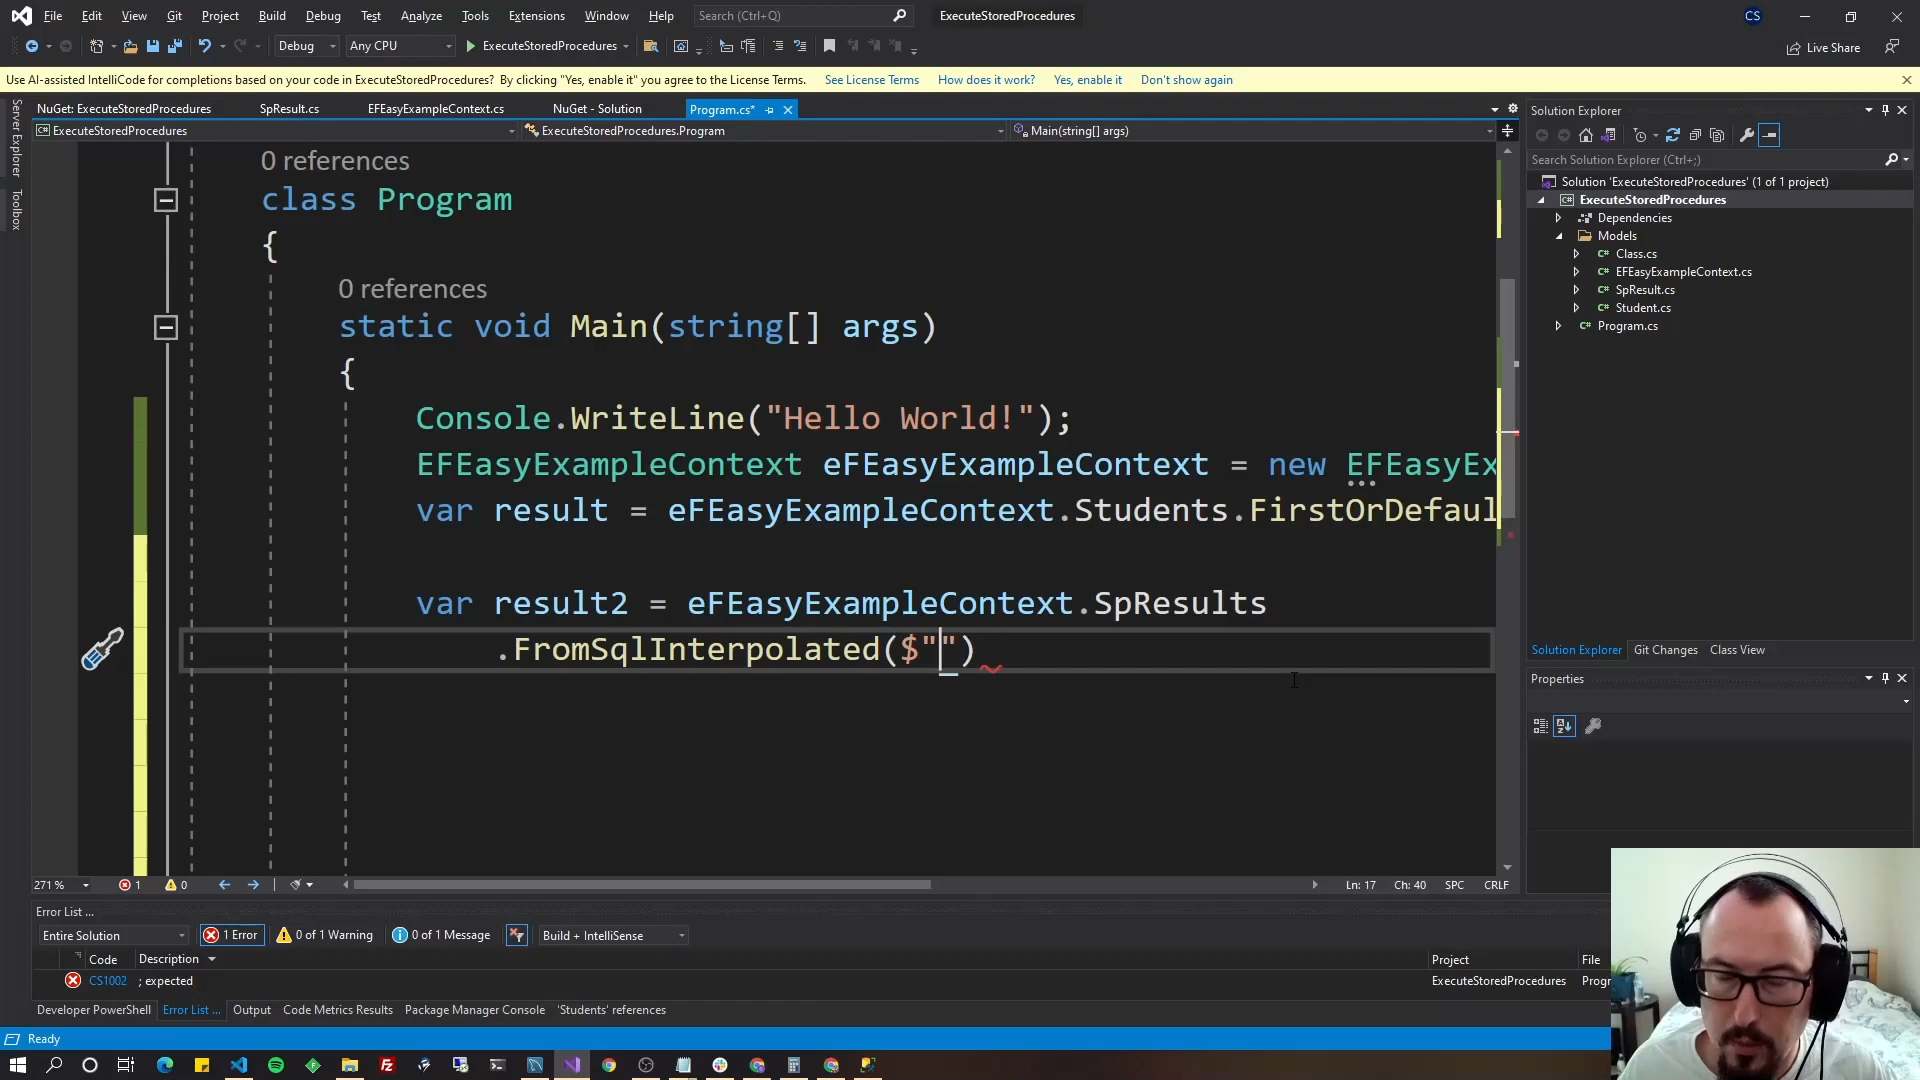 File Edit View Git Project Build Debug Test Analyze Tools Extensions Window Help Search (Ctrl+Q) ExecuteStoredProcedures CS
Debug Any CPU ExecuteStoredProcedures Live Share
Use AI-assisted IntelliCode for completions based on your code in ExecuteStoredProcedures? By clicking "Yes, enable it" you agree to the License Terms. See License Terms How does it work? Yes, enable it Don't show again
Server Explorer
Toolbox
NuGet: ExecuteStoredProcedures SpResult.cs EFEasyExampleContext.cs NuGet - Solution Program.cs*
ExecuteStoredProcedures ExecuteStoredProcedures.Program Main(string[] args)
0 references
class Program
{
0 references
static void Main(string[] args)
{
Console.WriteLine("Hello World!");
EFEasyExampleContext eFEasyExampleContext = new EFEasyEx
var result = eFEasyExampleContext.Students.FirstOrDefaul
var result2 = eFEasyExampleContext.SpResults
.FromSqlInterpolated($"")
271 % 1 0 Ln: 17 Ch: 40 SPC CRLF
Solution Explorer
Search Solution Explorer (Ctrl+;)
Solution 'ExecuteStoredProcedures' (1 of 1 project)
ExecuteStoredProcedures
Dependencies
Models
Class.cs
EFEasyExampleContext.cs
SpResult.cs
Student.cs
Program.cs
Solution Explorer Git Changes Class View
Properties
Error List ...
Entire Solution 1 Error 0 of 1 Warning 0 of 1 Message Build + IntelliSense
Code Description Project File
CS1002 ; expected ExecuteStoredProcedures Progr
Developer PowerShell Error List ... Output Code Metrics Results Package Manager Console 'Students' references
Ready